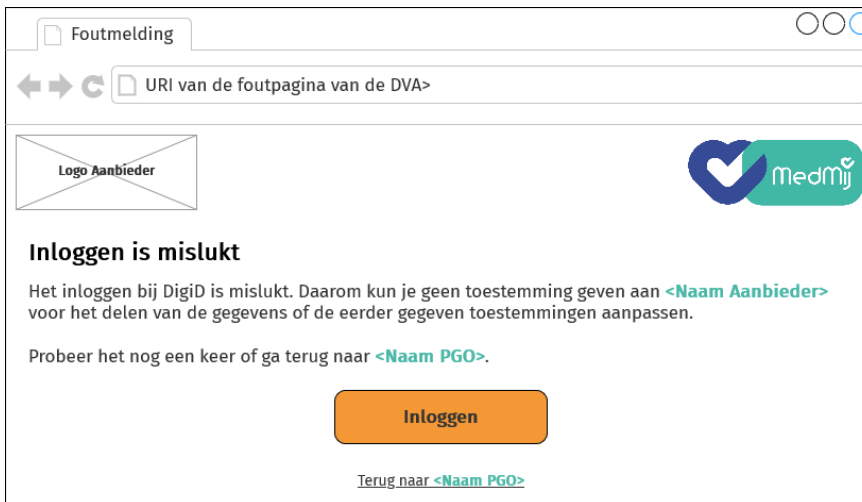 Foutmelding
URI van de foutpagina van de DVA>
Logo Aanbieder
MedMij
Inloggen is mislukt
Het inloggen bij DigiD is mislukt. Daarom kun je geen toestemming geven aan <Naam Aanbieder>
voor het delen van de gegevens of de eerder gegeven toestemmingen aanpassen.
Probeer het nog een keer of ga terug naar <Naam PGO>.
Inloggen
Terug naar <Naam PGO>